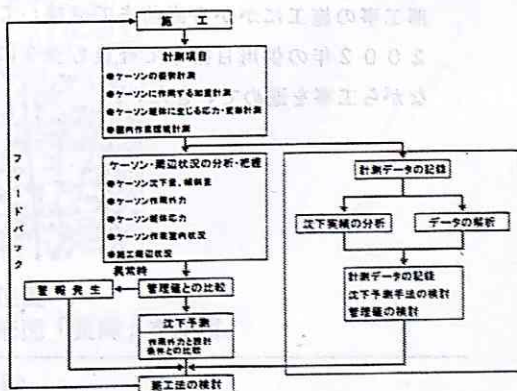 施 工
計測項目
●ケーソンの姿勢計測
●ケーソンに作用する荷重計測
●ケーソン躯体に生じる応力・変形計測
●函内作業環境計測
フィードバック
ケーソン・周辺状況の分析・把握
●ケーソン沈下量、傾斜量
●ケーソン作用外力
●ケーソン躯体応力
●ケーソン作業室内状況
●施工周辺状況
計測データの記録
沈下実績の分析
データの解析
異常時
警報発生
管理値との比較
計測データの記録
沈下予測手法の検討
管理値の検討
沈下予測
作用外力と設計
条件との比較
施工法の検討